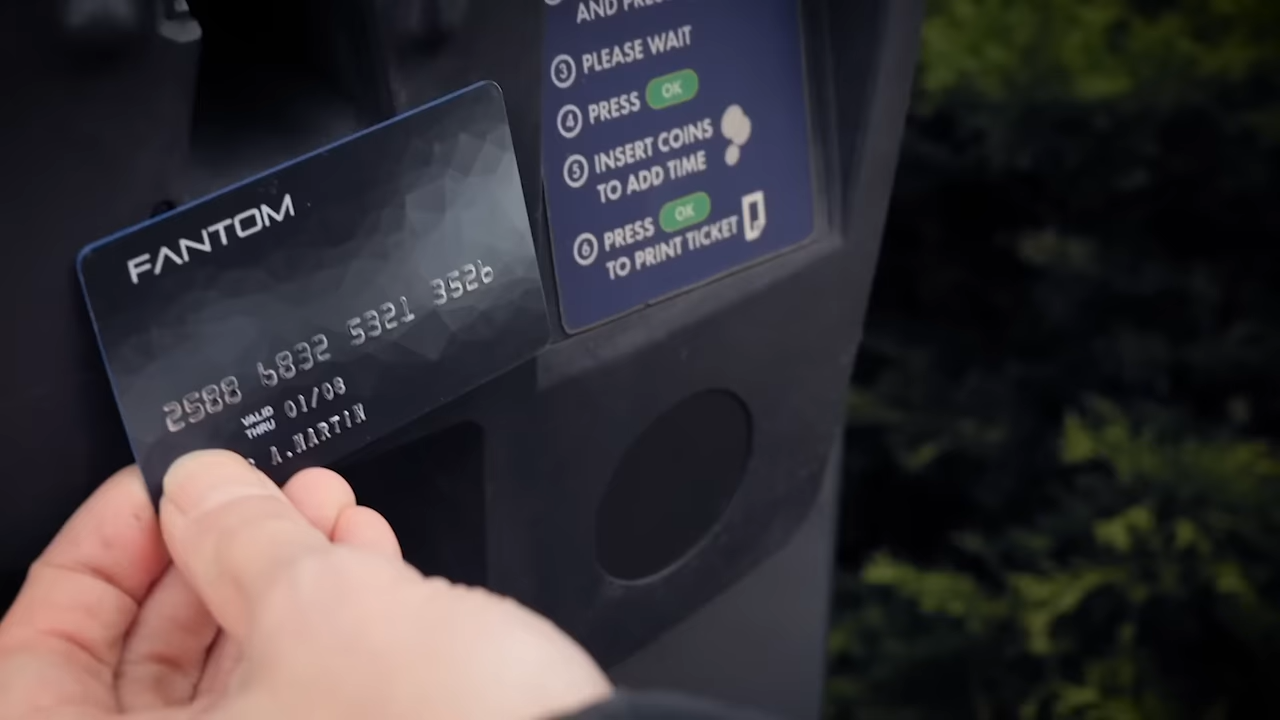 FANTOM
2588 6832 5321 3526
VALID
THRU
01/08
A.MARTIN
AND
3 PLEASE WAIT
4 PRESS OK
5 INSERT COINS
TO ADD TIME
6 PRESS OK
TO PRINT TICKET